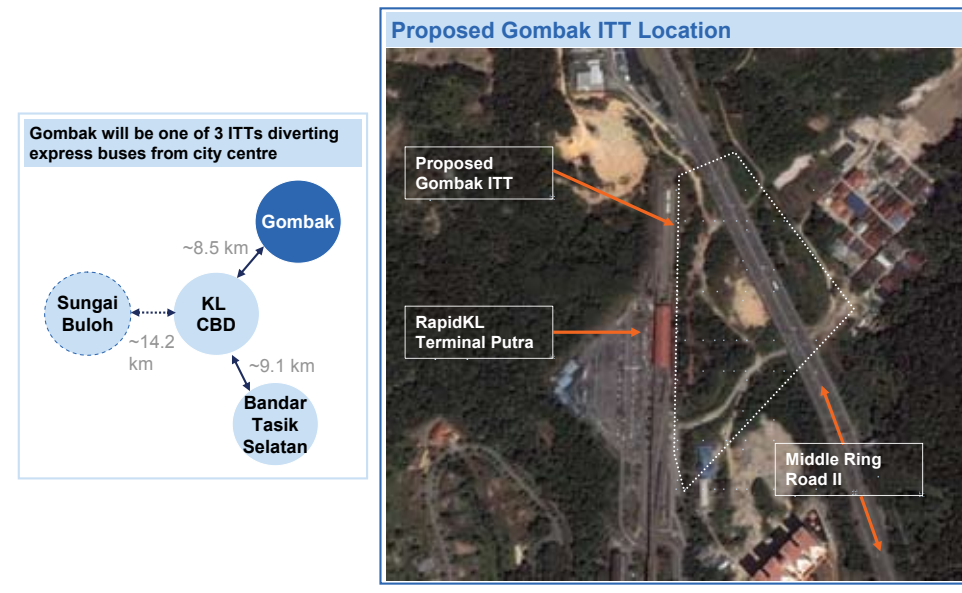 Proposed Gombak ITT Location
Gombak will be one of 3 ITTs diverting
express buses from city centre
Gombak
~8.5 km
Sungai
Buloh
KL
CBD
~14.2
km
~9.1 km
Bandar
Tasik
Selatan
Proposed
Gombak ITT
RapidKL
Terminal Putra
Middle Ring
Road II